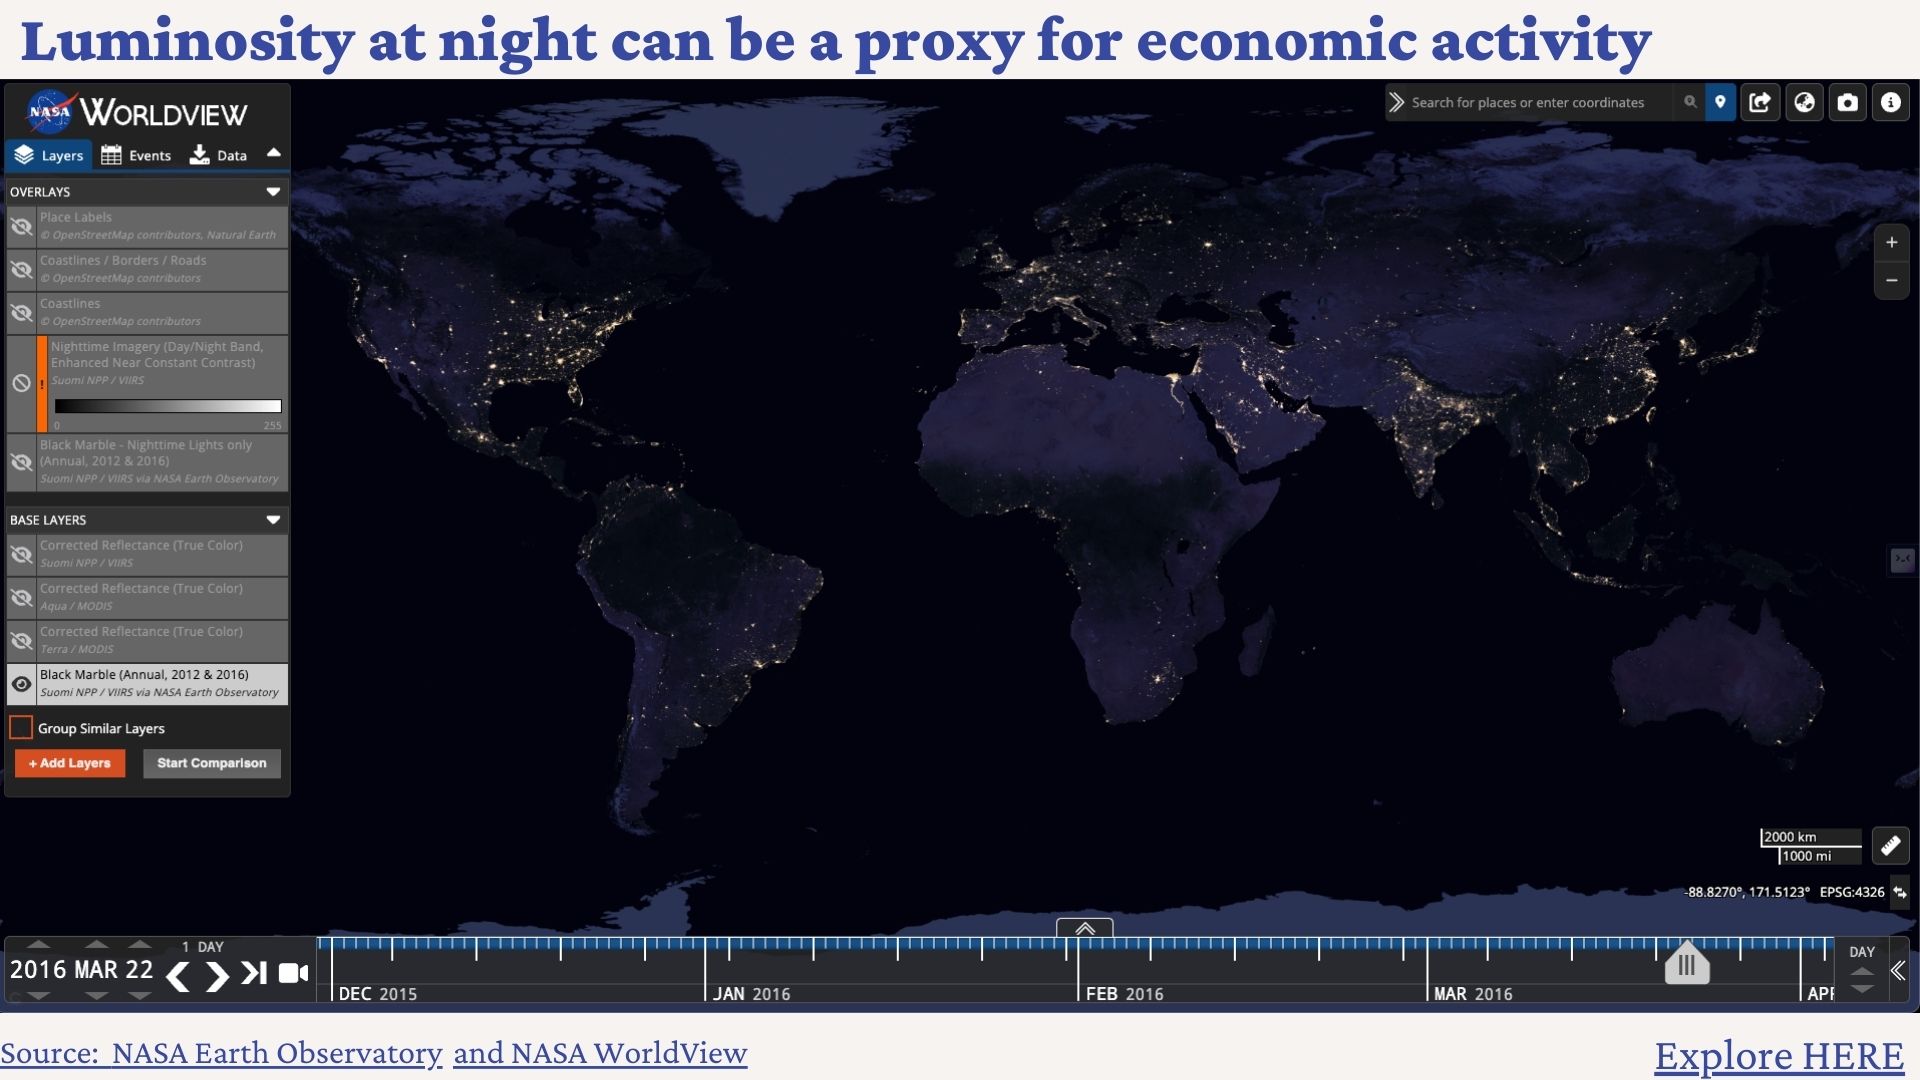 Luminosity at night can be a proxy for economic activity
NASA WORLDVIEW
Search for places or enter coordinates
Layers Events Data
OVERLAYS
Place Labels
© OpenStreetMap contributors, Natural Earth
Coastlines / Borders / Roads
© OpenStreetMap contributors
Coastlines
© OpenStreetMap contributors
Nighttime Imagery (Day/Night Band,
Enhanced Near Constant Contrast)
Suomi NPP / VIIRS
0 255
Black Marble - Nighttime Lights only
(Annual, 2012 & 2016)
Suomi NPP / VIIRS via NASA Earth Observatory
BASE LAYERS
Corrected Reflectance (True Color)
Suomi NPP / VIIRS
Corrected Reflectance (True Color)
Aqua / MODIS
Corrected Reflectance (True Color)
Terra / MODIS
Black Marble (Annual, 2012 & 2016)
Suomi NPP / VIIRS via NASA Earth Observatory
Group Similar Layers
+ Add Layers Start Comparison
2000 km
1000 mi
-88.8270°, 171.5123° EPSG:4326
1 DAY
2016 MAR 22
DEC 2015 JAN 2016 FEB 2016 MAR 2016 APR
DAY
Source: NASA Earth Observatory and NASA WorldView
Explore HERE